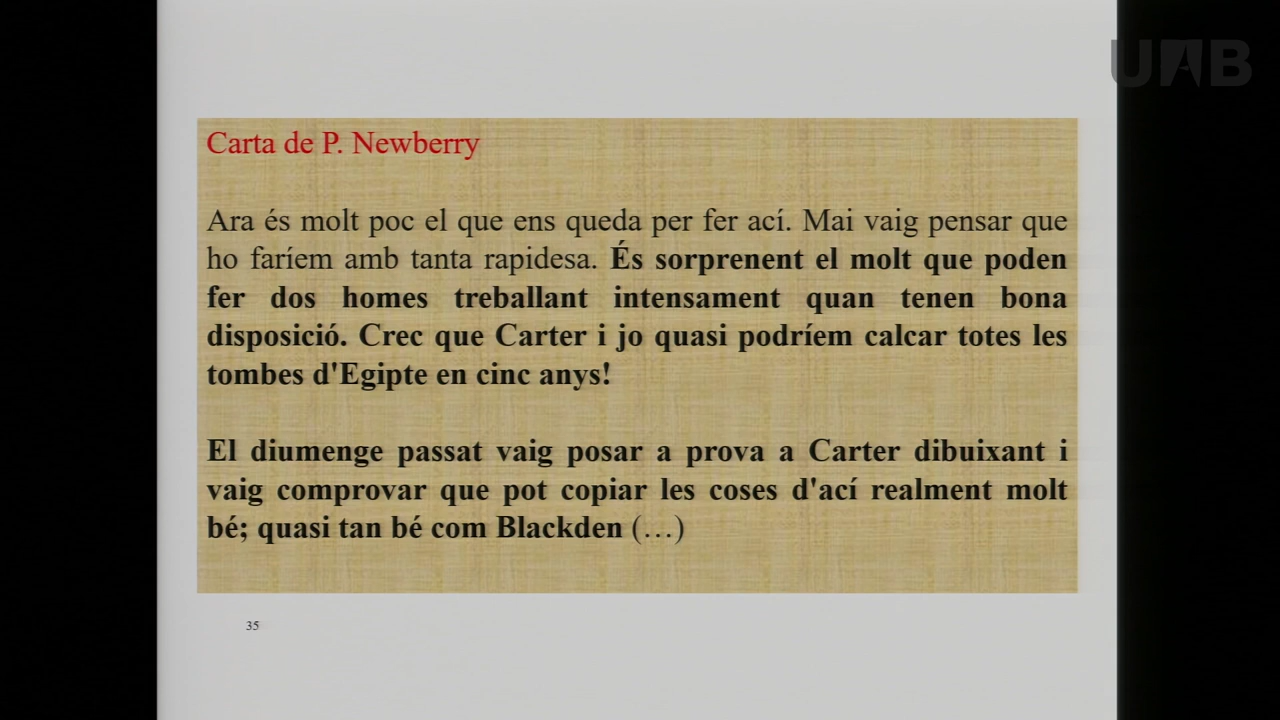 UAB
Carta de P. Newberry
Ara és molt poc el que ens queda per fer ací. Mai vaig pensar que
ho faríem amb tanta rapidesa. És sorprenent el molt que poden
fer dos homes treballant intensament quan tenen bona
disposició. Crec que Carter i jo quasi podríem calcar totes les
tombes d'Egipte en cinc anys!
El diumenge passat vaig posar a prova a Carter dibuixant i
vaig comprovar que pot copiar les coses d'ací realment molt
bé; quasi tan bé com Blackden (…)
35